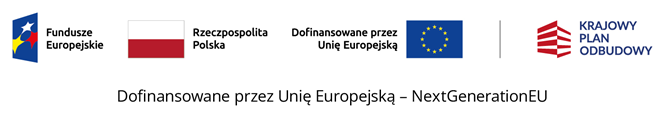 Fundusze
Europejskie
Rzeczpospolita
Polska
Dofinansowane przez
Unię Europejską
KRAJOWY
PLAN
ODBUDOWY
Dofinansowane przez Unię Europejską – NextGenerationEU